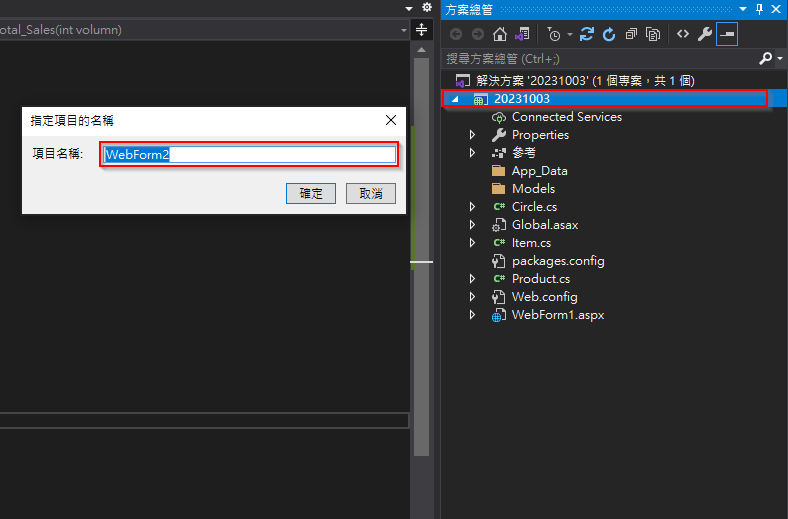 方案總管
otal_Sales(int volumn)
搜尋方案總管 (Ctrl+;)
解決方案 '20231003' (1 個專案，共 1 個)
20231003
Connected Services
Properties
參考
App_Data
Models
Circle.cs
Global.asax
Item.cs
packages.config
Product.cs
Web.config
WebForm1.aspx
指定項目的名稱
項目名稱:
WebForm2
確定
取消